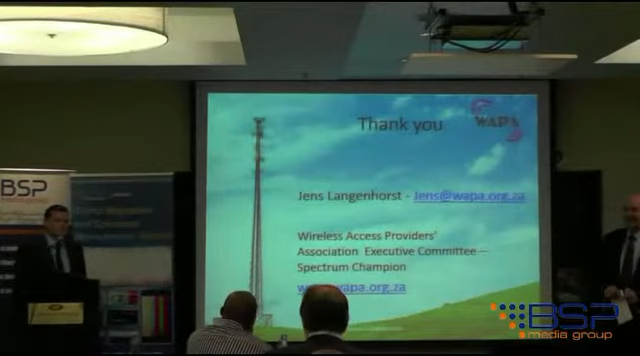 Thank you
WAPA
Jens Langenhorst - Jens@wapa.org.za
Wireless Access Providers'
Association Executive Committee –
Spectrum Champion
wapa.org.za
BSP
BSP
media group